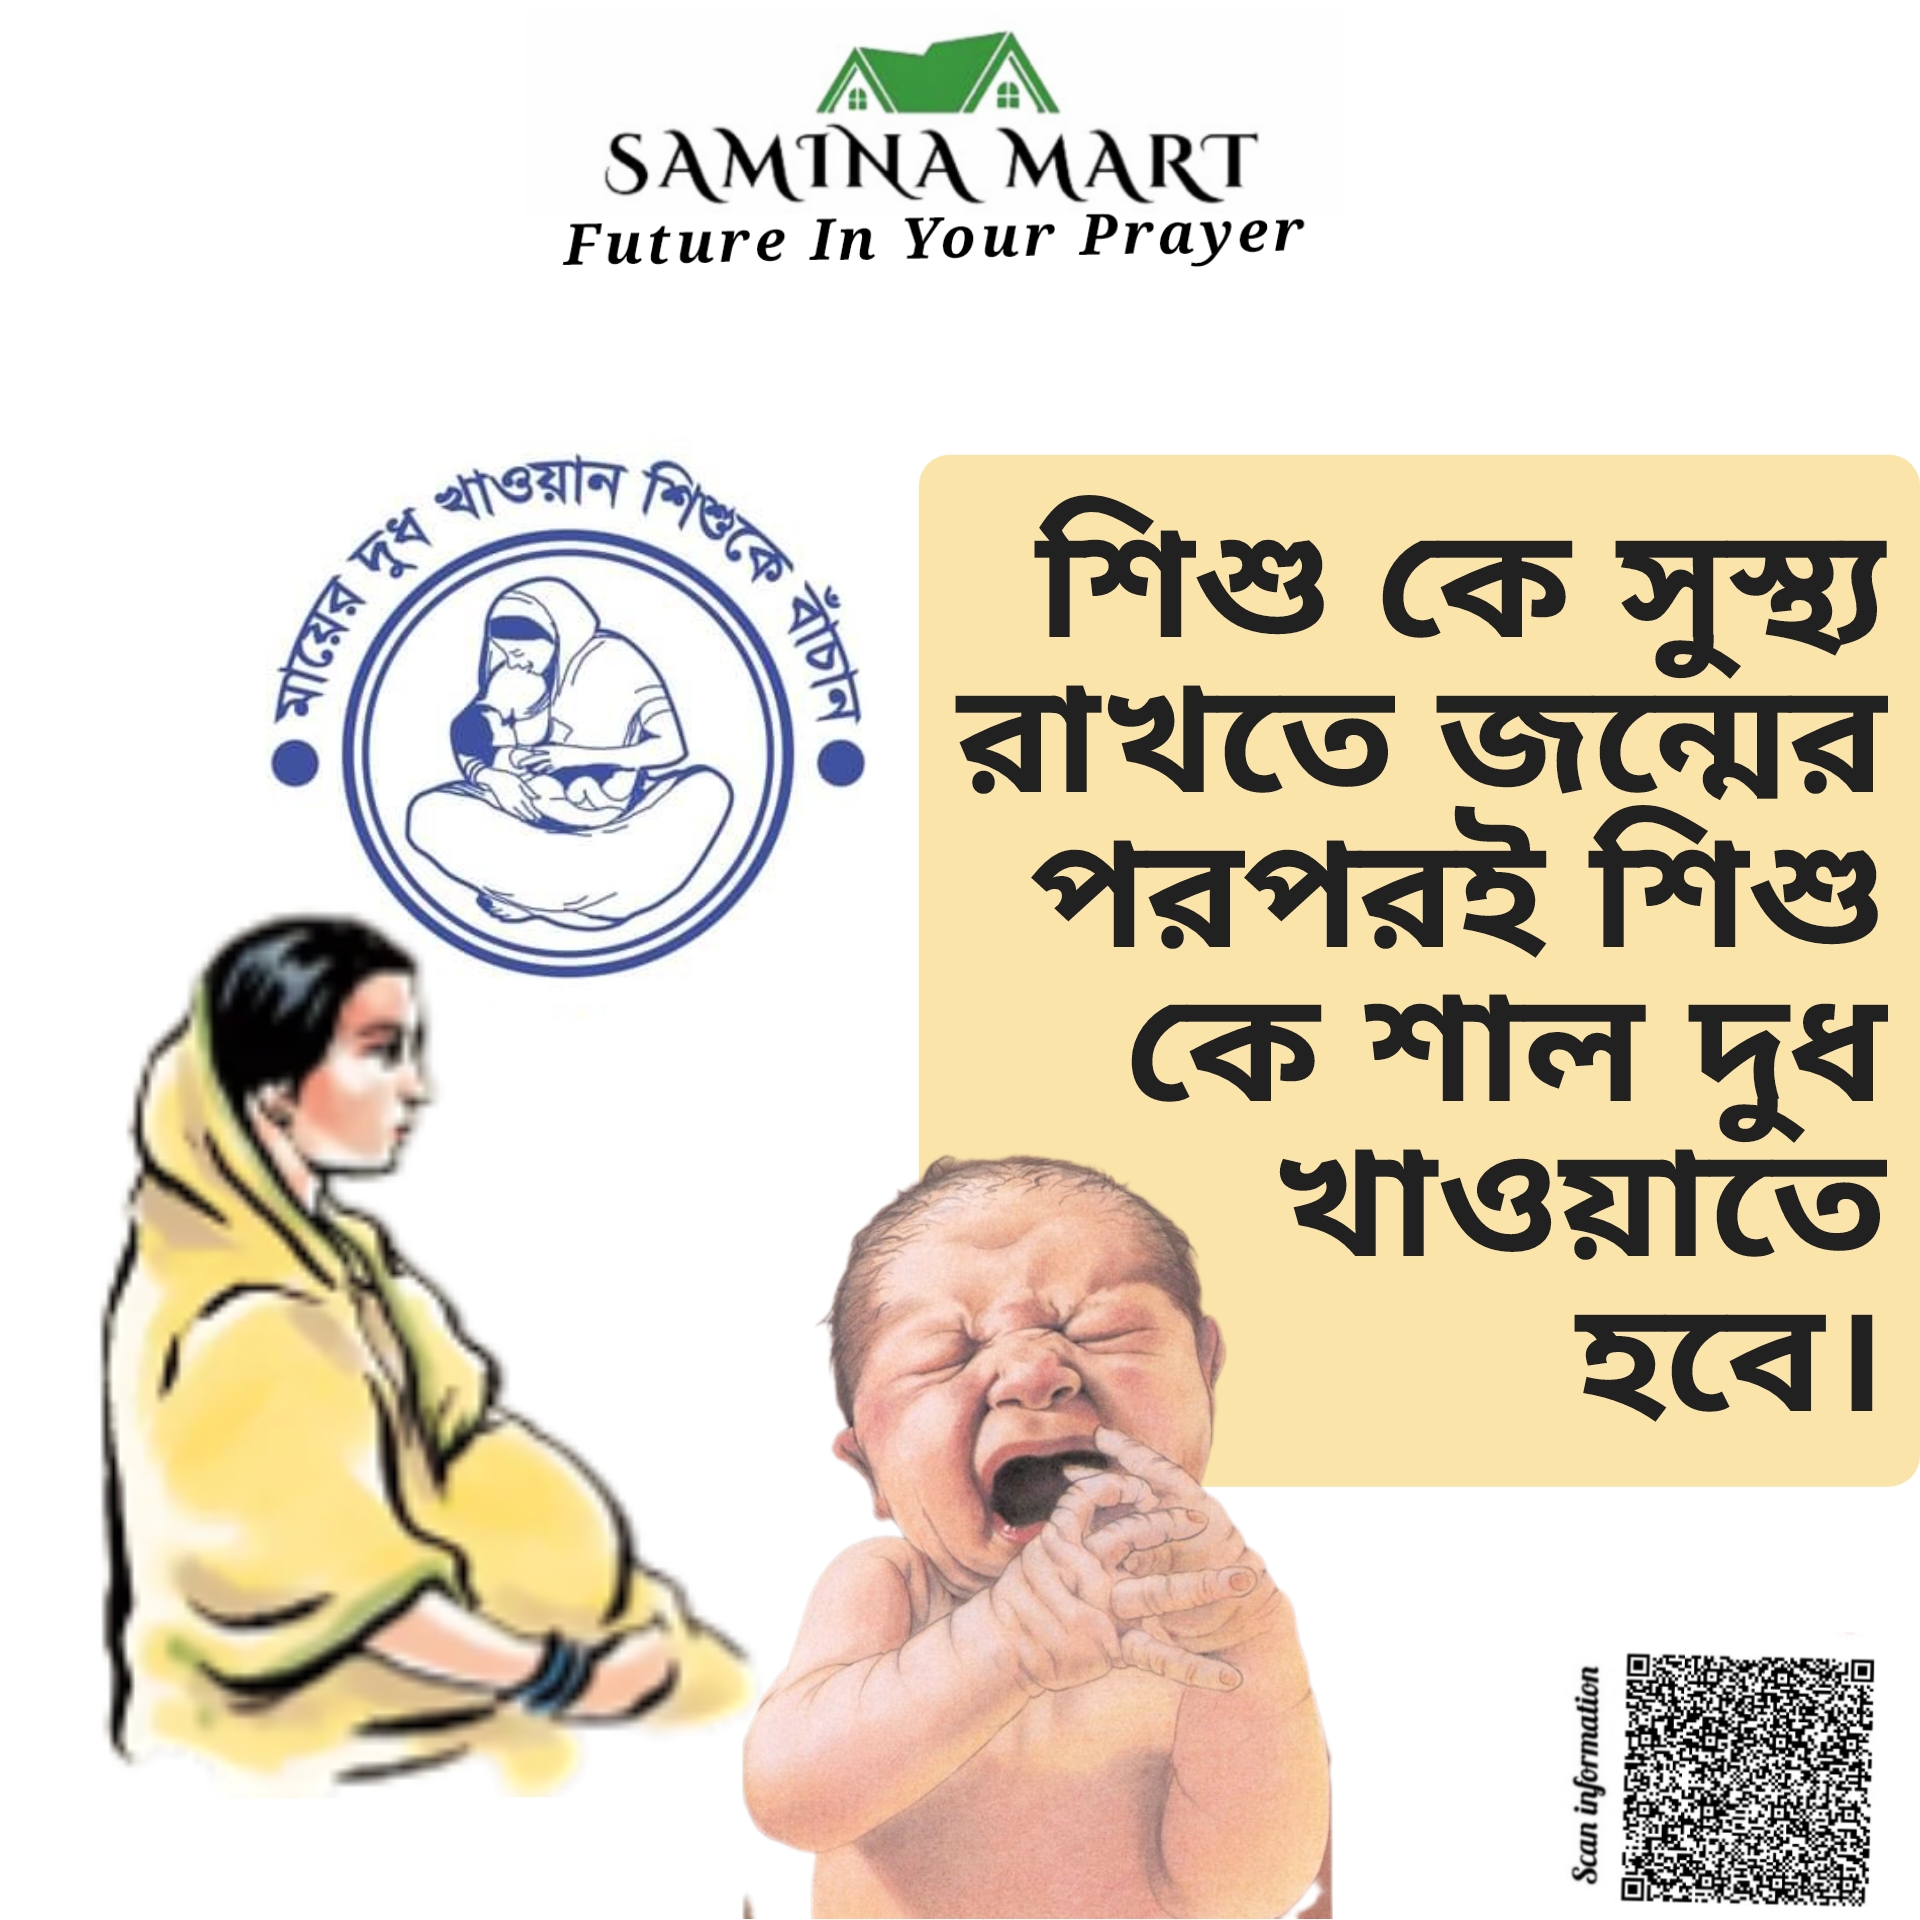 SAMINA MART
Future In Your Prayer
মায়ের দুধ খাওয়ান শিশুকে বাঁচান
শিশু কে সুস্থ্য
রাখতে জন্মের
পরপরই শিশু
কে শাল দুধ
খাওয়াতে
হবে।
Scan information